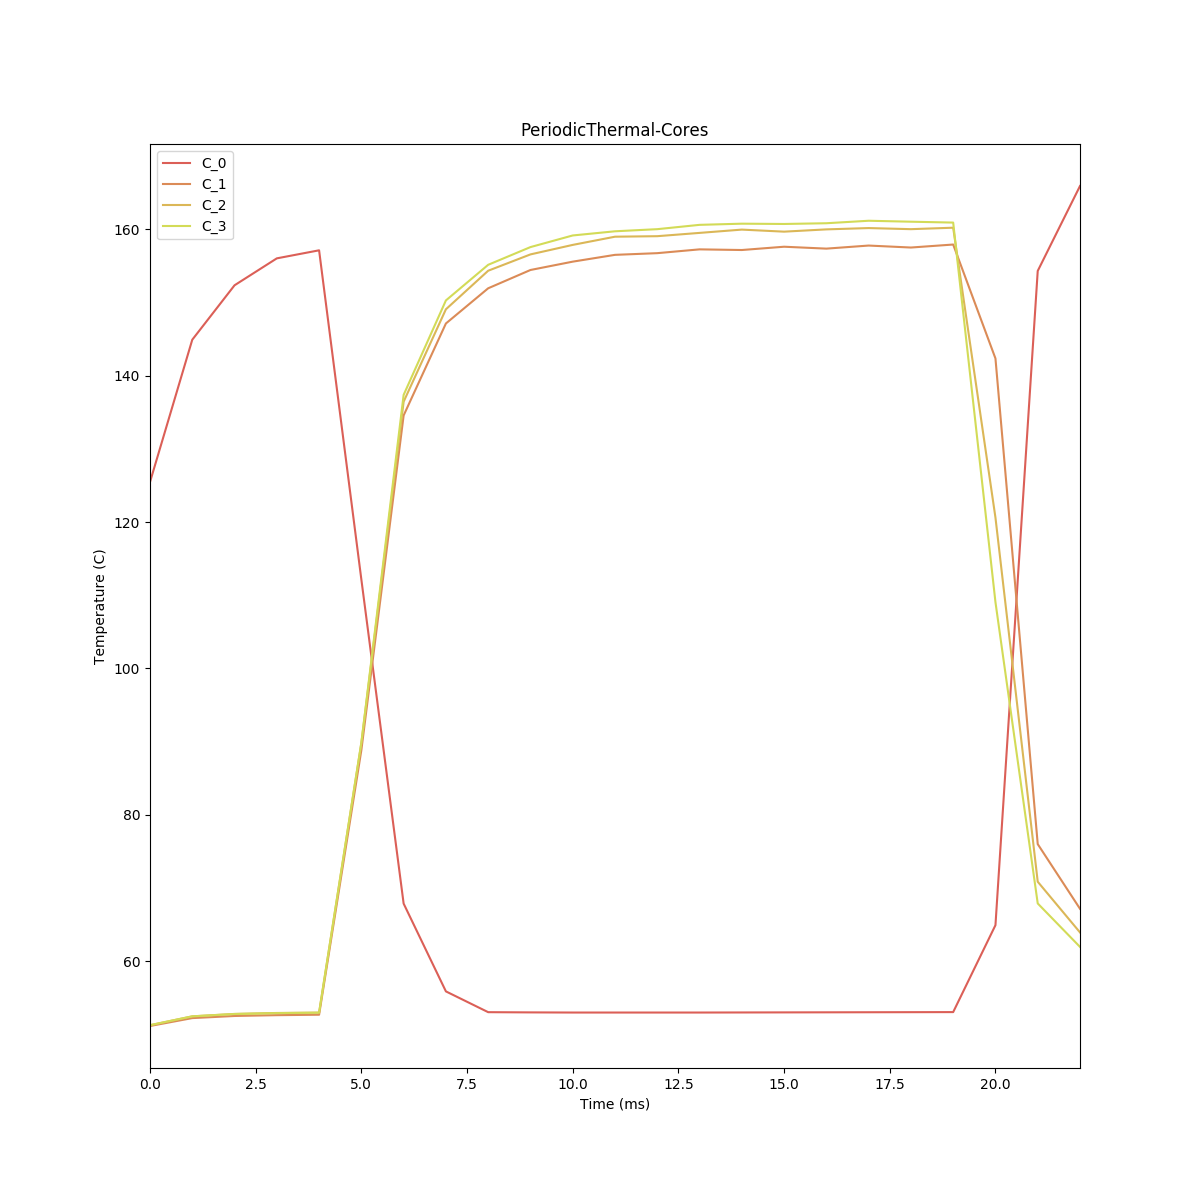 PeriodicThermal-Cores
C_0
C_1
C_2
C_3
160
140
120
100
80
60
Temperature (C)
0.0 2.5 5.0 7.5 10.0 12.5 15.0 17.5 20.0
Time (ms)